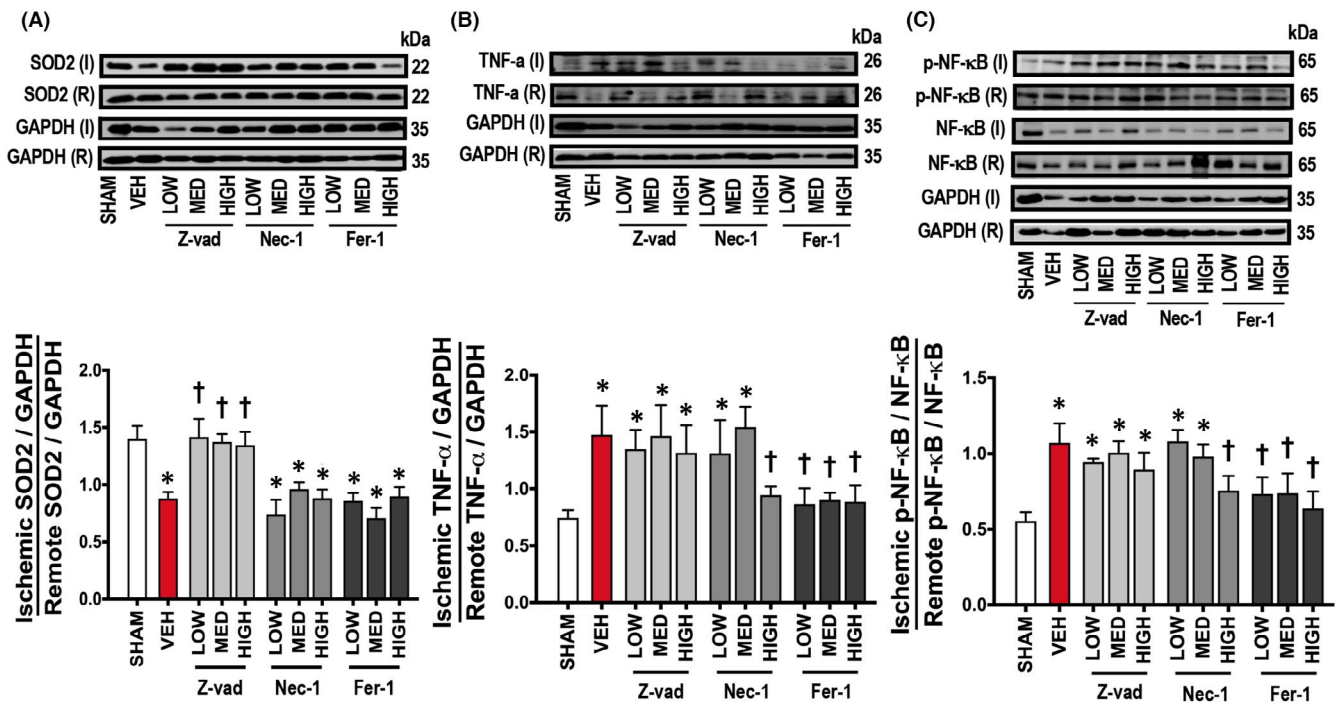 (A)
kDa
SOD2 (I) 22
SOD2 (R) 22
GAPDH (I) 35
GAPDH (R) 35
SHAM VEH LOW MED HIGH LOW MED HIGH LOW MED HIGH
Z-vad Nec-1 Fer-1
(B)
kDa
TNF-a (I) 26
TNF-a (R) 26
GAPDH (I) 35
GAPDH (R) 35
SHAM VEH LOW MED HIGH LOW MED HIGH LOW MED HIGH
Z-vad Nec-1 Fer-1
(C)
kDa
p-NF-κB (I) 65
p-NF-κB (R) 65
NF-κB (I) 65
NF-κB (R) 65
GAPDH (I) 35
GAPDH (R) 35
SHAM VEH LOW MED HIGH LOW MED HIGH LOW MED HIGH
Z-vad Nec-1 Fer-1
Ischemic SOD2 / GAPDH
Remote SOD2 / GAPDH
2.0
1.5
1.0
0.5
0.0
* † † † * * * * * *
SHAM VEH LOW MED HIGH LOW MED HIGH LOW MED HIGH
Z-vad Nec-1 Fer-1
Ischemic TNF-α / GAPDH
Remote TNF-α / GAPDH
2.0
1.5
1.0
0.5
0.0
* * * * * * † † † †
SHAM VEH LOW MED HIGH LOW MED HIGH LOW MED HIGH
Z-vad Nec-1 Fer-1
Ischemic p-NF-κB / NF-κB
Remote p-NF-κB / NF-κB
1.5
1.0
0.5
0.0
* * * * * * † † † †
SHAM VEH LOW MED HIGH LOW MED HIGH LOW MED HIGH
Z-vad Nec-1 Fer-1